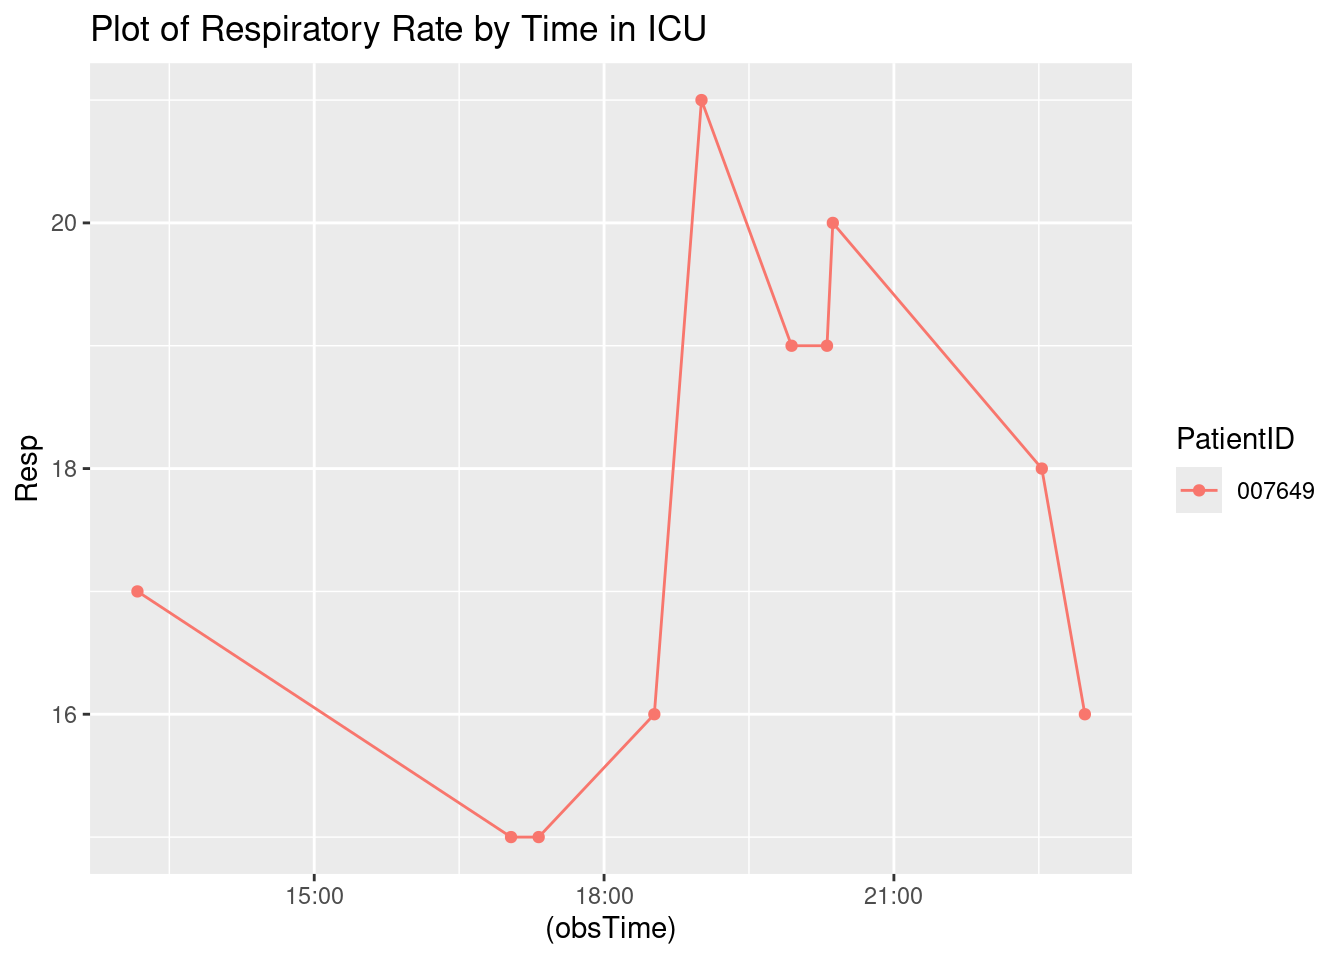 Plot of Respiratory Rate by Time in ICU
20
18
16
Resp
15:00
18:00
21:00
(obsTime)
PatientID
007649